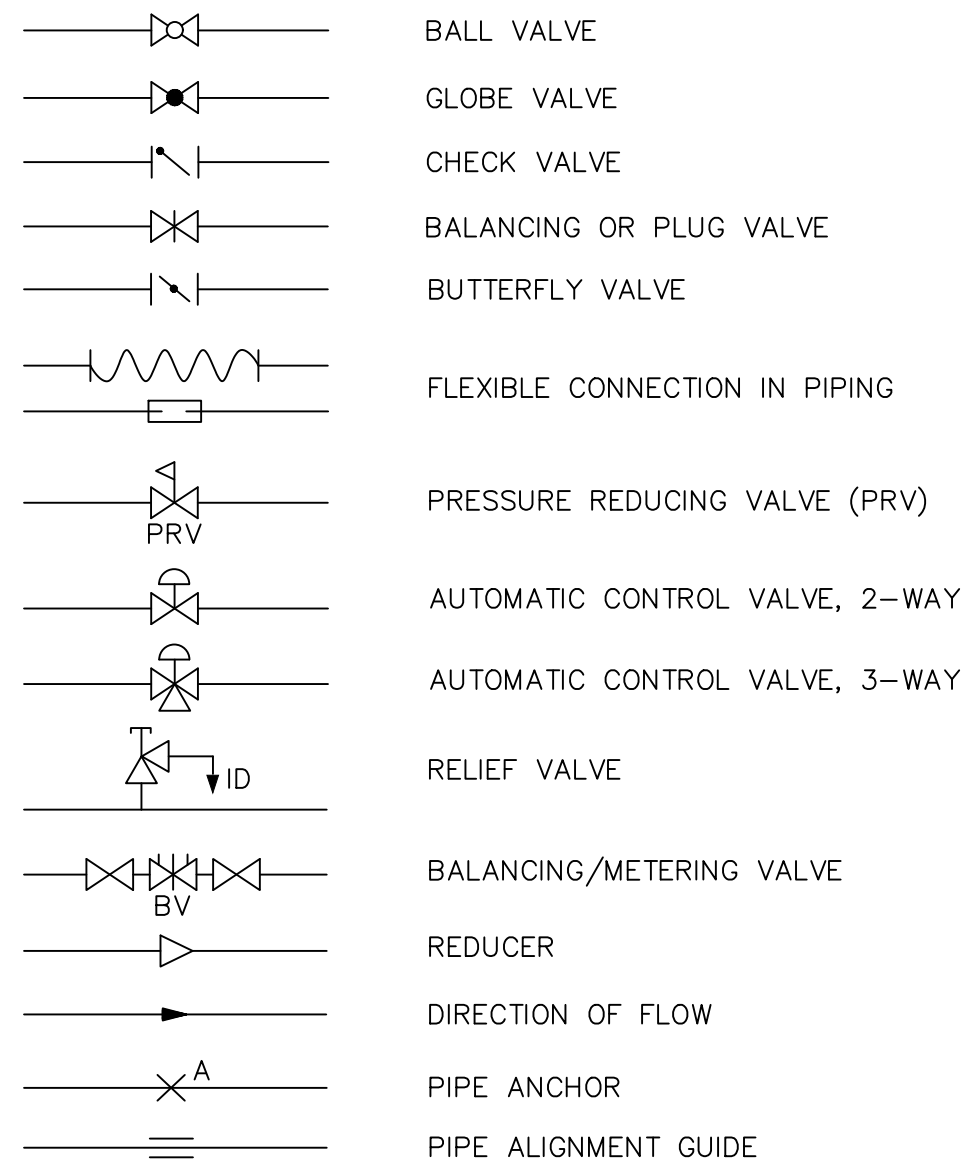 BALL VALVE
GLOBE VALVE
CHECK VALVE
BALANCING OR PLUG VALVE
BUTTERFLY VALVE
FLEXIBLE CONNECTION IN PIPING
PRESSURE REDUCING VALVE (PRV)
PRV
AUTOMATIC CONTROL VALVE, 2-WAY
AUTOMATIC CONTROL VALVE, 3-WAY
ID
RELIEF VALVE
BALANCING/METERING VALVE
BV
REDUCER
DIRECTION OF FLOW
A
PIPE ANCHOR
PIPE ALIGNMENT GUIDE